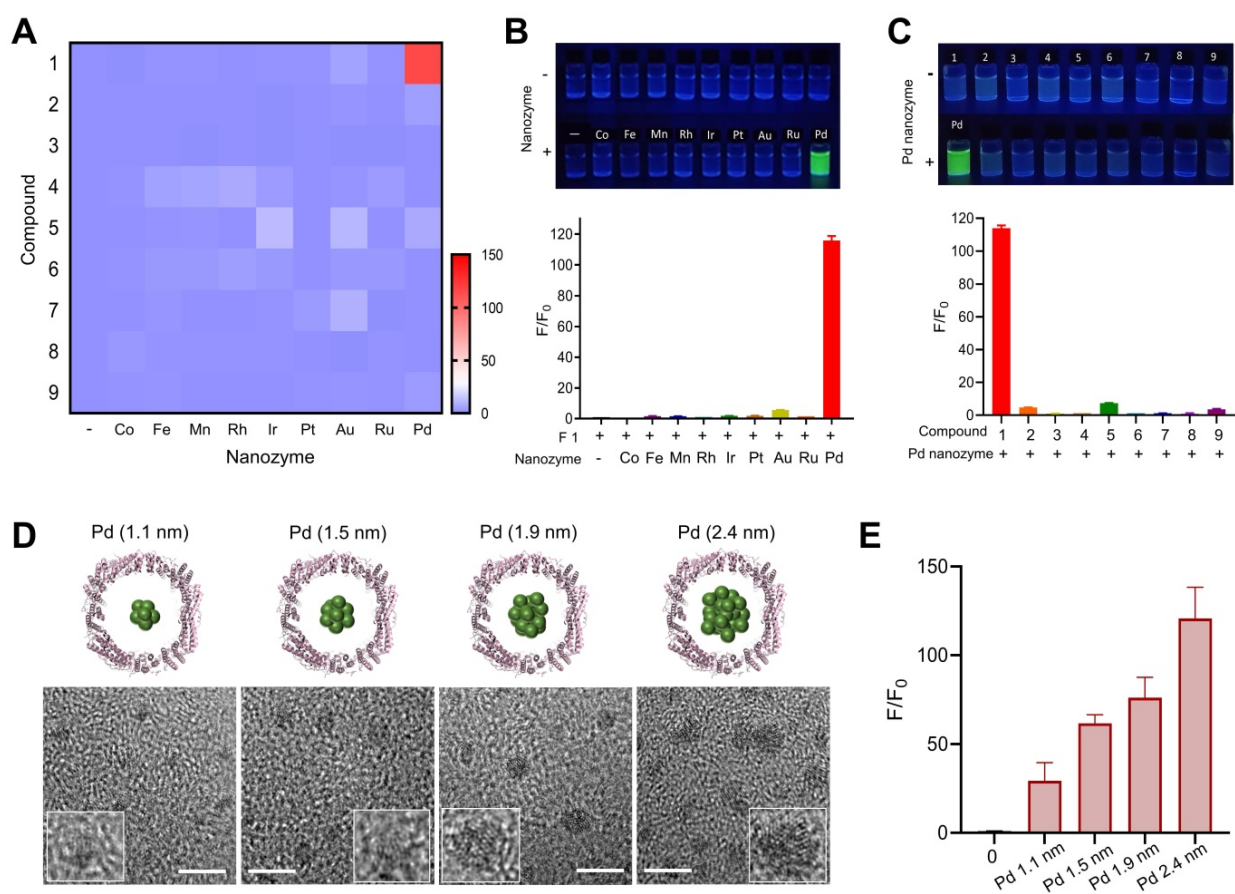 A
Compound
1
2
3
4
5
6
7
8
9
- Co Fe Mn Rh Ir Pt Au Ru Pd
Nanozyme
150
100
50
0
B
Nanozyme
-
+
— Co Fe Mn Rh Ir Pt Au Ru Pd
F/F0
120
100
80
60
40
20
0
F 1 + + + + + + + + + +
Nanozyme - Co Fe Mn Rh Ir Pt Au Ru Pd
C
Pd nanozyme
-
+
1 2 3 4 5 6 7 8 9
Pd
F/F0
120
100
80
60
40
20
0
Compound 1 2 3 4 5 6 7 8 9
Pd nanozyme + + + + + + + + +
D
Pd (1.1 nm) Pd (1.5 nm) Pd (1.9 nm) Pd (2.4 nm)
E
F/F0
150
100
50
0
0 Pd 1.1 nm Pd 1.5 nm Pd 1.9 nm Pd 2.4 nm